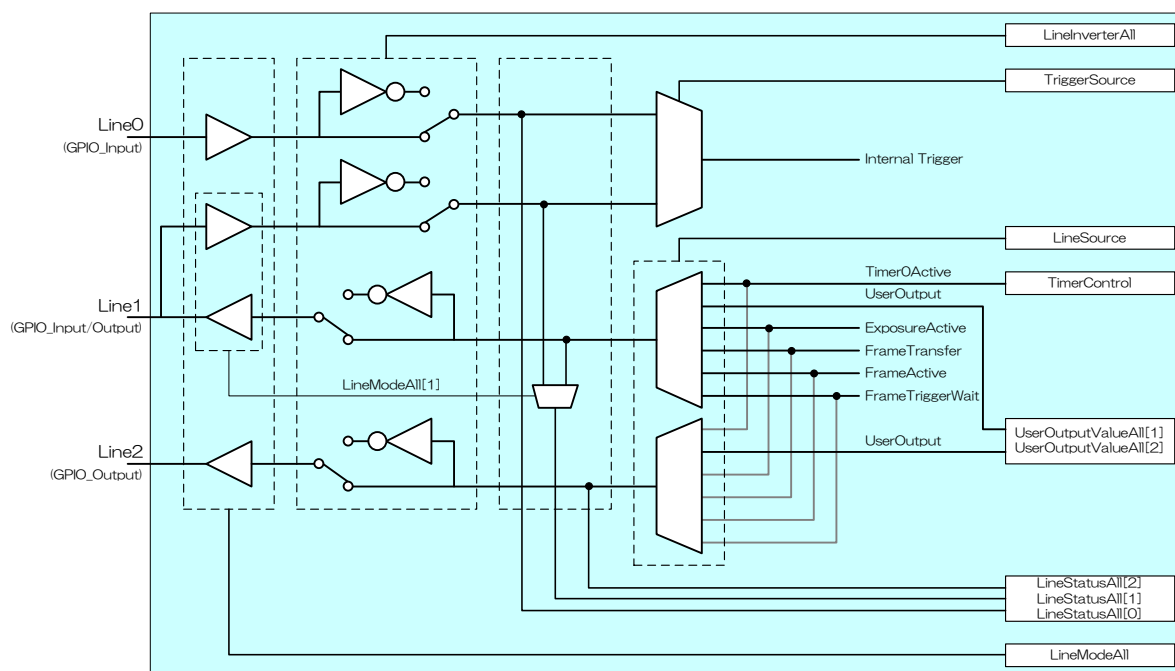 LineInverterAll
TriggerSource
Line0
(GPIO_Input)
Internal Trigger
LineSource
Timer0Active
TimerControl
UserOutput
Line1
(GPIO_Input/Output)
ExposureActive
FrameTransfer
FrameActive
LineModeAll[1]
FrameTriggerWait
UserOutputValueAll[1]
UserOutput
UserOutputValueAll[2]
Line2
(GPIO_Output)
LineStatusAll[2]
LineStatusAll[1]
LineStatusAll[0]
LineModeAll